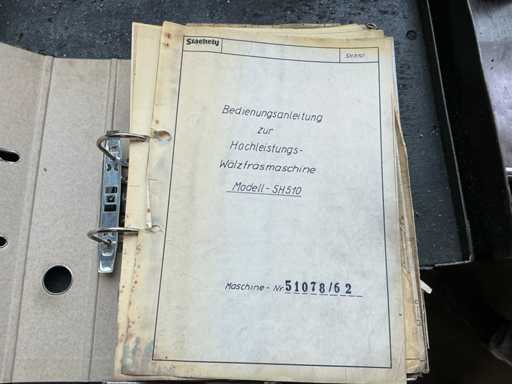 Staehely
SH510
Bedienungsanleitung
zur
Hochleistungs-
Wälzfräsmaschine
Modell-SH510
Maschine-Nr. 51078/62